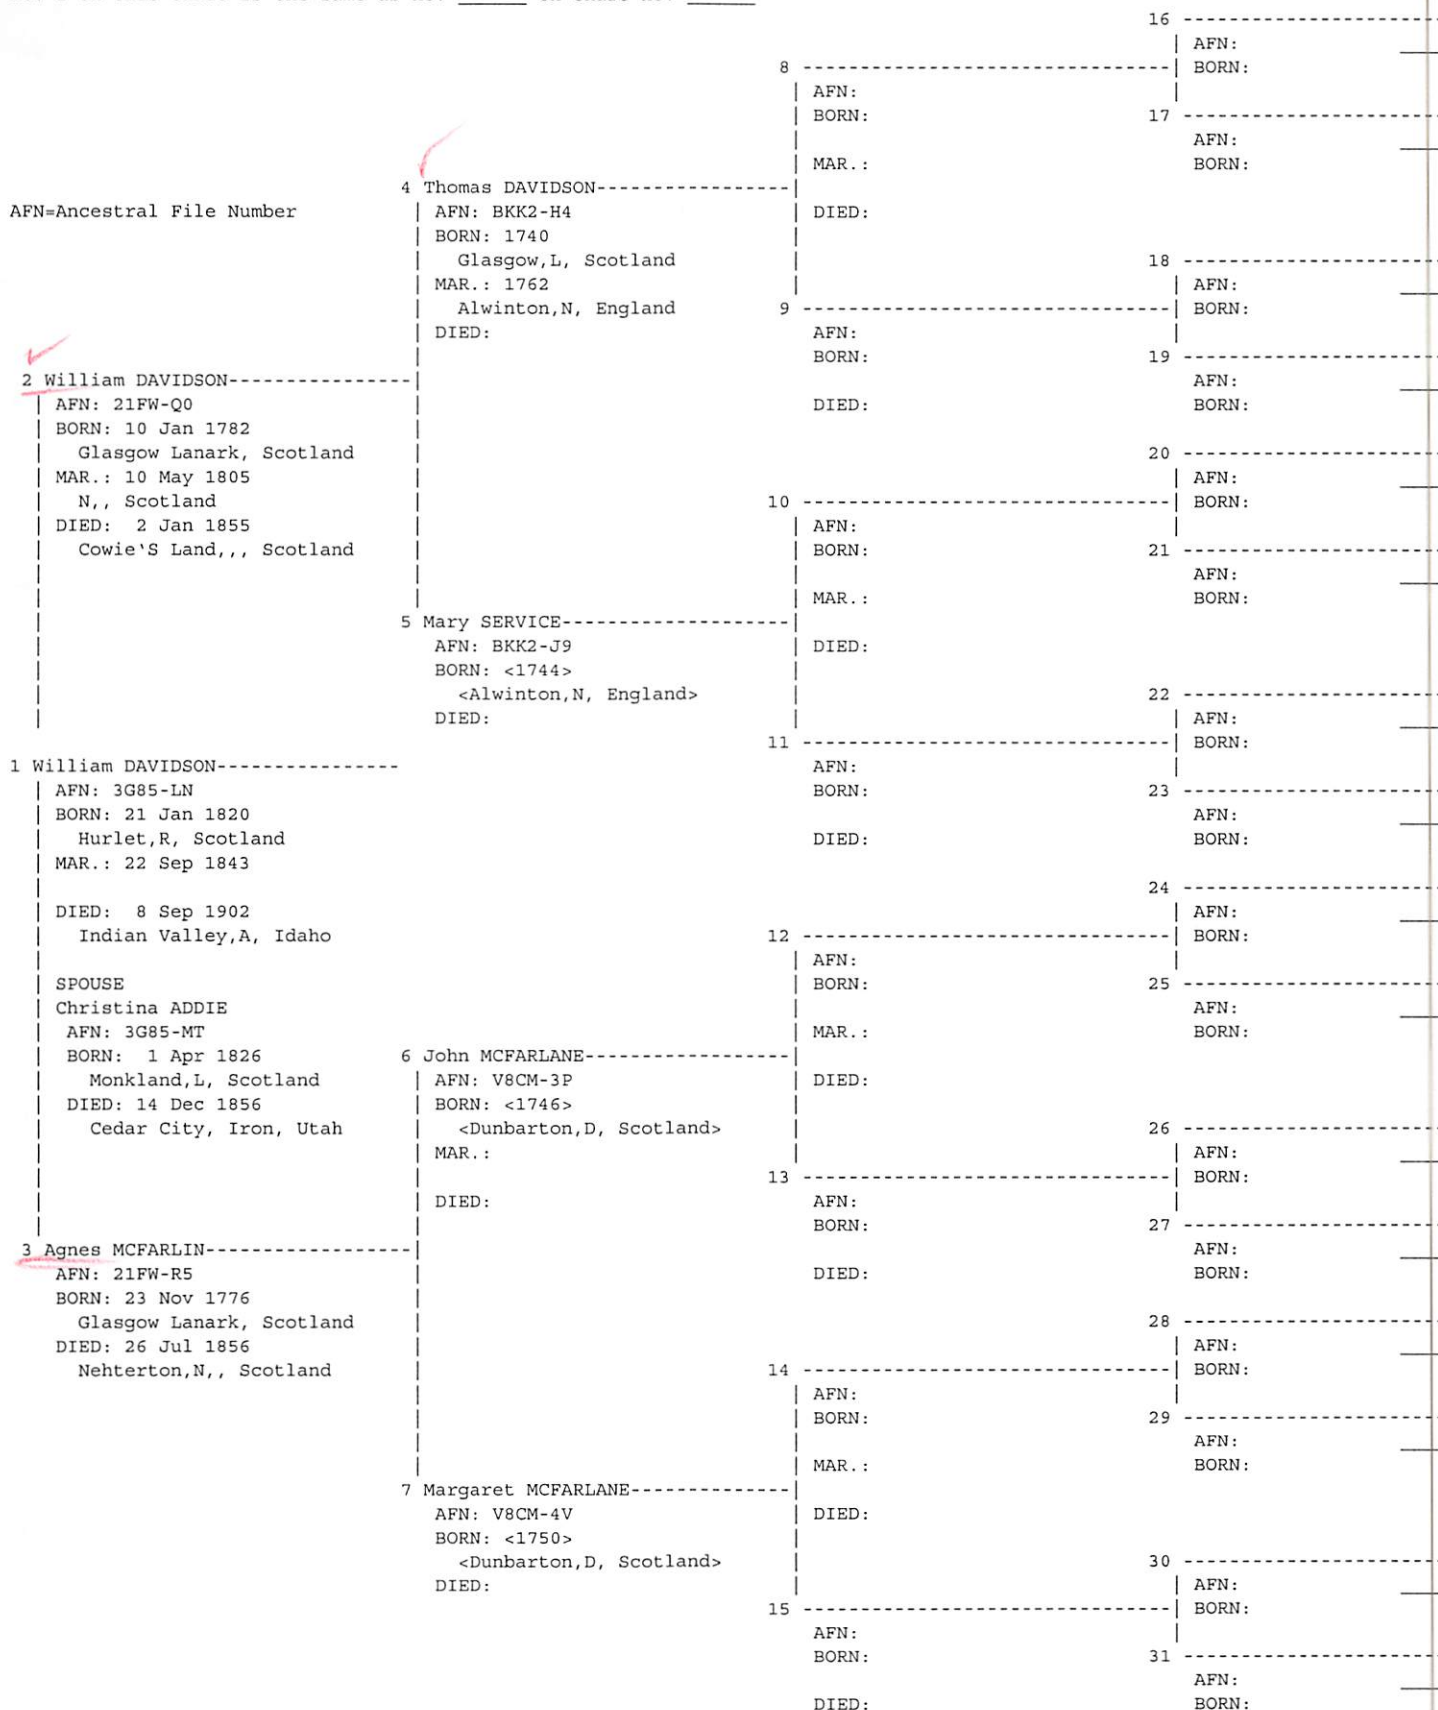 AFN=Ancestral File Number
2 William DAVIDSON
AFN: 21FW-Q0
BORN: 10 Jan 1782
Glasgow Lanark, Scotland
MAR.: 10 May 1805
N,, Scotland
DIED: 2 Jan 1855
Cowie'S Land,,, Scotland
1 William DAVIDSON
AFN: 3G85-LN
BORN: 21 Jan 1820
Hurlet,R, Scotland
MAR.: 22 Sep 1843
DIED: 8 Sep 1902
Indian Valley,A, Idaho
SPOUSE
Christina ADDIE
AFN: 3G85-MT
BORN: 1 Apr 1826
Monkland,L, Scotland
DIED: 14 Dec 1856
Cedar City, Iron, Utah
3 Agnes MCFARLIN
AFN: 21FW-R5
BORN: 23 Nov 1776
Glasgow Lanark, Scotland
DIED: 26 Jul 1856
Nehterton,N,, Scotland
4 Thomas DAVIDSON
AFN: BKK2-H4
BORN: 1740
Glasgow,L, Scotland
MAR.: 1762
Alwinton,N, England
DIED:
5 Mary SERVICE
AFN: BKK2-J9
BORN: <1744>
<Alwinton,N, England>
DIED:
6 John MCFARLANE
AFN: V8CM-3P
BORN: <1746>
<Dunbarton,D, Scotland>
MAR.:
DIED:
7 Margaret MCFARLANE
AFN: V8CM-4V
BORN: <1750>
<Dunbarton,D, Scotland>
DIED:
8
AFN:
BORN:
MAR.:
DIED:
9
AFN:
BORN:
DIED:
10
AFN:
BORN:
MAR.:
DIED:
11
AFN:
BORN:
DIED:
12
AFN:
BORN:
MAR.:
DIED:
13
AFN:
BORN:
DIED:
14
AFN:
BORN:
MAR.:
DIED:
15
AFN:
BORN:
DIED:
16
AFN:
BORN:
17
AFN:
BORN:
18
AFN:
BORN:
19
AFN:
BORN:
20
AFN:
BORN:
21
AFN:
BORN:
22
AFN:
BORN:
23
AFN:
BORN:
24
AFN:
BORN:
25
AFN:
BORN:
26
AFN:
BORN:
27
AFN:
BORN:
28
AFN:
BORN:
29
AFN:
BORN:
30
AFN:
BORN:
31
AFN:
BORN: